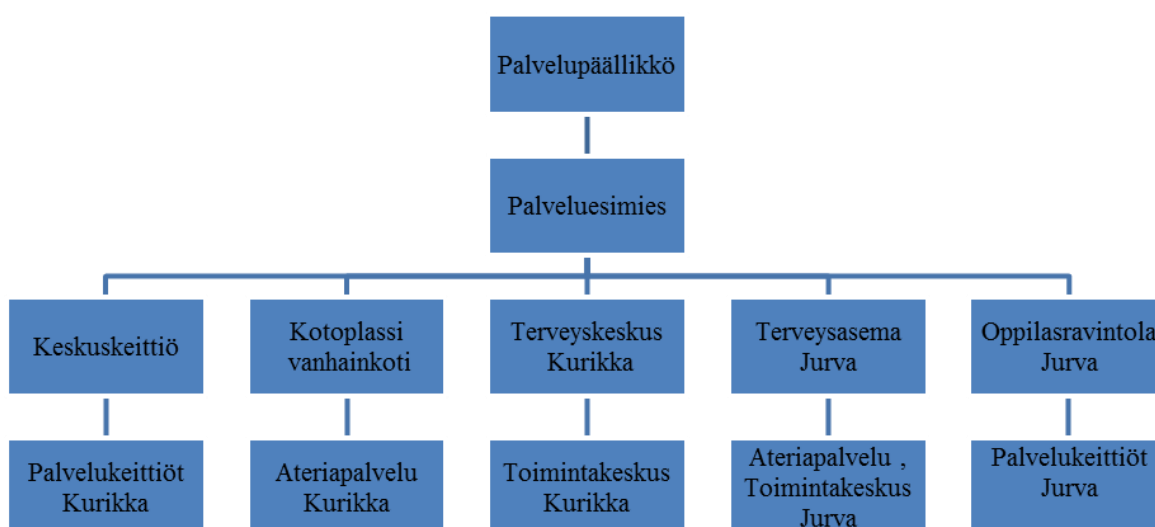 Palvelupäällikkö
Palveluesimies
Keskuskeittiö
Kotoplassi
vanhainkoti
Terveyskeskus
Kurikka
Terveysasema
Jurva
Oppilasravintola
Jurva
Palvelukeittiöt
Kurikka
Ateriapalvelu
Kurikka
Toimintakeskus
Kurikka
Ateriapalvelu ,
Toimintakeskus
Jurva
Palvelukeittiöt
Jurva